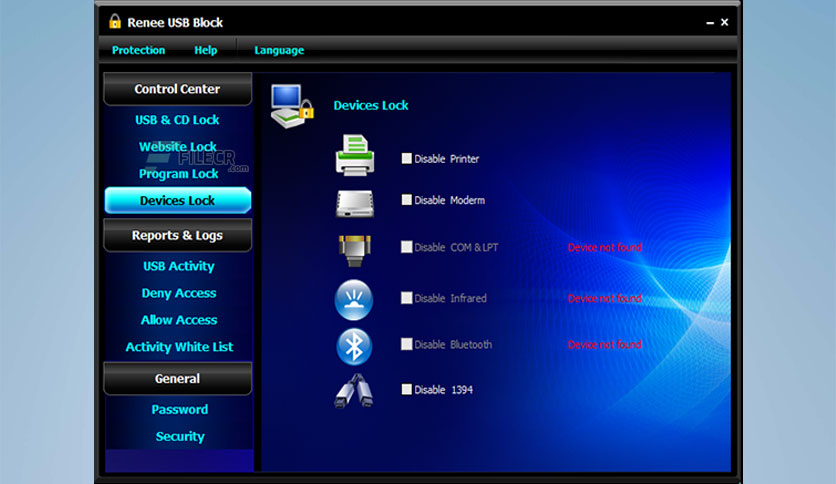 Renee USB Block
Protection Help Language
Control Center
USB & CD Lock
Website Lock
FILECR
.com
Program Lock
Devices Lock
Reports & Logs
USB Activity
Deny Access
Allow Access
Activity White List
General
Password
Security
Devices Lock
Disable Printer
Disable Moderm
Disable COM & LPT Device not found
Disable Infrared Device not found
Disable Bluetooth Device not found
Disable 1394